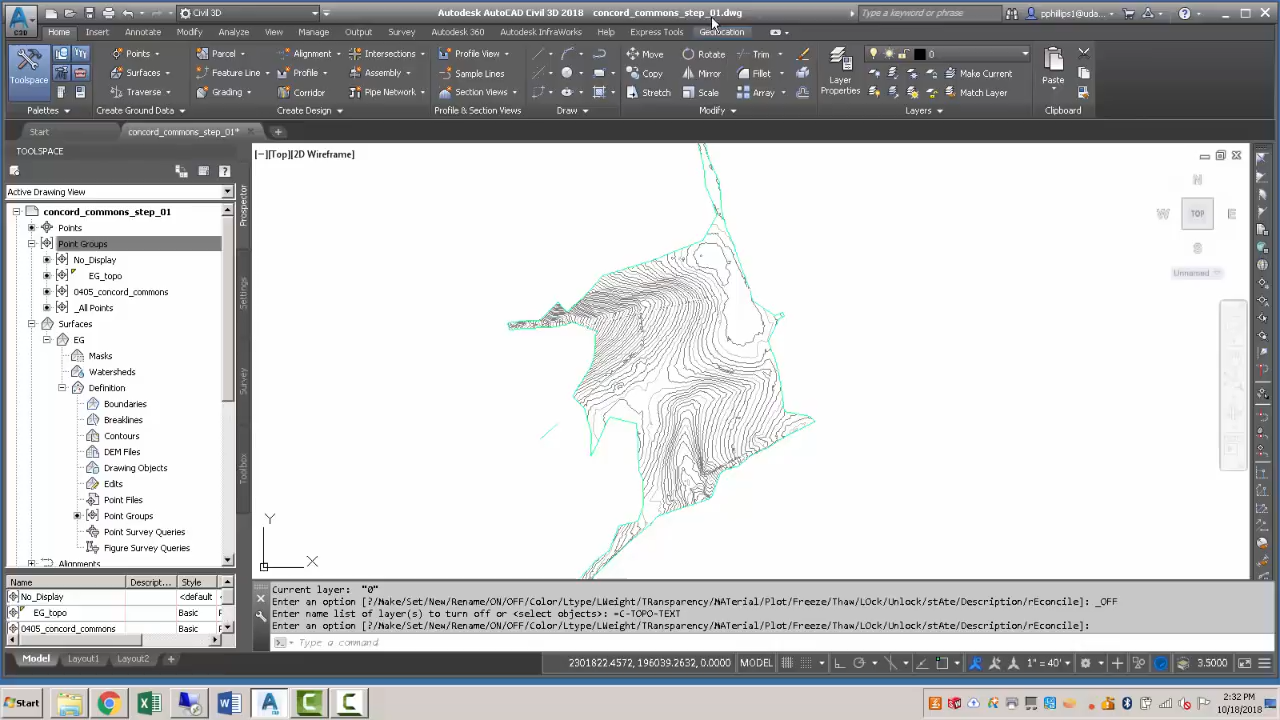 Civil 3D
Autodesk AutoCAD Civil 3D 2018 concord_commons_step_01.dwg
Type a keyword or phrase
pphillips1@uda...
C3D
Home Insert Annotate Modify Analyze View Manage Output Survey Autodesk 360 Autodesk InfraWorks Help Express Tools Geolocation
Toolspace
Points
Surfaces
Traverse
Parcel
Feature Line
Grading
Alignment
Profile
Corridor
Intersections
Assembly
Pipe Network
Profile View
Sample Lines
Section Views
Move
Copy
Stretch
Rotate
Mirror
Scale
Trim
Fillet
Array
Layer
Properties
0
Make Current
Match Layer
Paste
Palettes Create Ground Data Create Design Profile & Section Views Draw Modify Layers Clipboard
Start concord_commons_step_01*
TOOLSPACE
Active Drawing View
concord_commons_step_01
Points
Point Groups
No_Display
EG_topo
0405_concord_commons
_All Points
Surfaces
EG
Masks
Watersheds
Definition
Boundaries
Breaklines
Contours
DEM Files
Drawing Objects
Edits
Point Files
Point Groups
Point Survey Queries
Figure Survey Queries
Alignments
Prospector
Settings
Survey
Toolbox
Name Descript... Style
No_Display <default
EG_topo Basic
0405_concord_commons Basic
[−][Top][2D Wireframe]
N
W TOP E
S
Unnamed
Y
X
Current layer: "0"
Enter an option [?/Make/Set/New/Rename/ON/OFF/Color/Ltype/LWeight/TRansparency/MATerial/Plot/Freeze/Thaw/LOck/Unlock/stAte/Description/rEconcile]: _OFF
Enter name list of layer(s) to turn off or <select objects>: =C-TOPO-TEXT
Enter an option [?/Make/Set/New/Rename/ON/OFF/Color/Ltype/LWeight/TRansparency/MATerial/Plot/Freeze/Thaw/LOck/Unlock/stAte/Description/rEconcile]:
Type a command
Model Layout1 Layout2
2301822.4572, 196039.2632, 0.0000 MODEL 1" = 40' 3.5000
Start
2:32 PM
10/18/2018